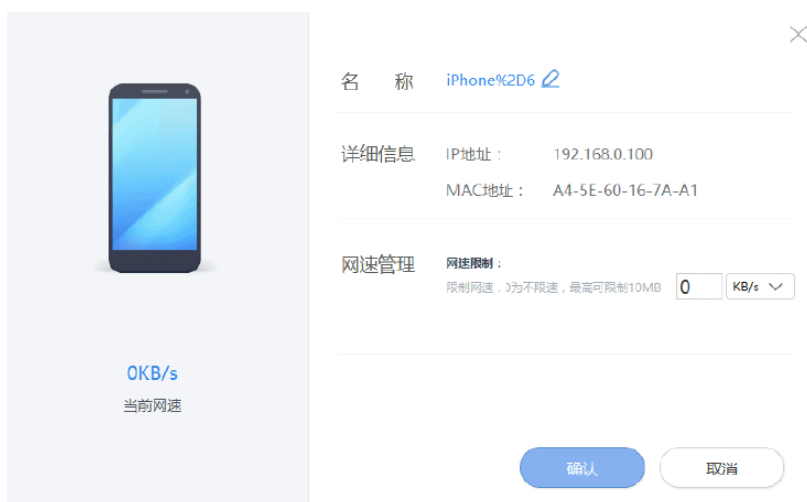 名 称 iPhone%2D6
详细信息 IP地址： 192.168.0.100
MAC地址： A4-5E-60-16-7A-A1
网速管理 网速限制：
限制网速，0为不限速，最高可限制10MB 0 KB/s
0KB/s
当前网速
确认 取消